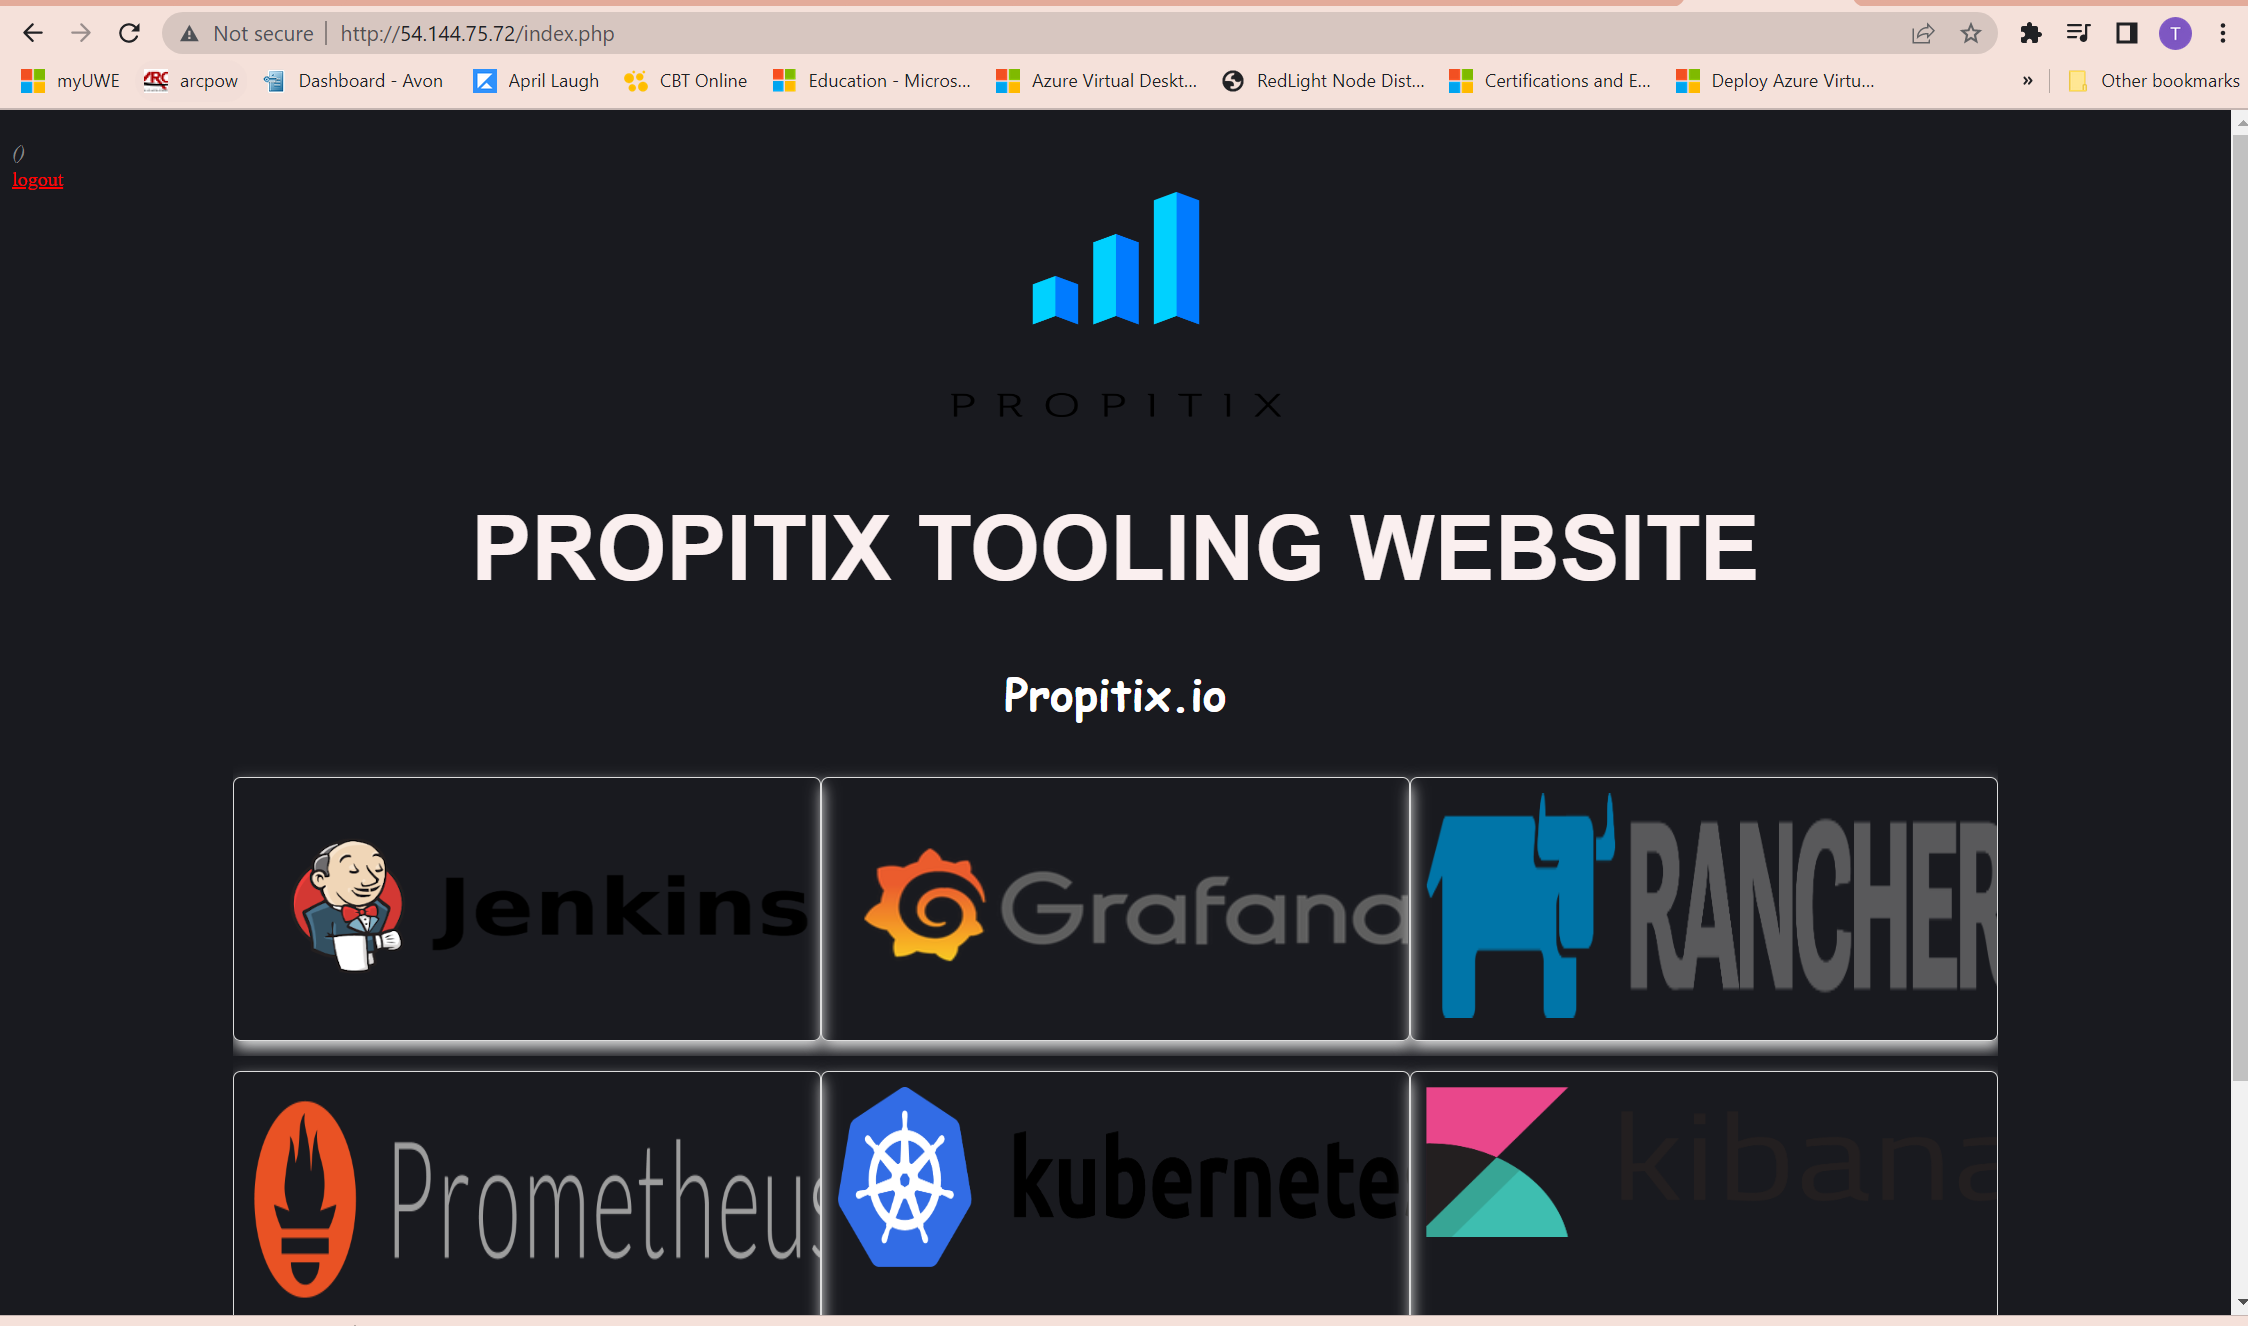 Not secure | http://54.144.75.72/index.php T
myUWE arcpow Dashboard - Avon April Laugh CBT Online Education - Micros... Azure Virtual Deskt... RedLight Node Dist... Certifications and E... Deploy Azure Virtu... » Other bookmarks
()
logout
PROPITIX
PROPITIX TOOLING WEBSITE
Propitix.io
Jenkins Grafana RANCHER
Prometheus kubernete kibana